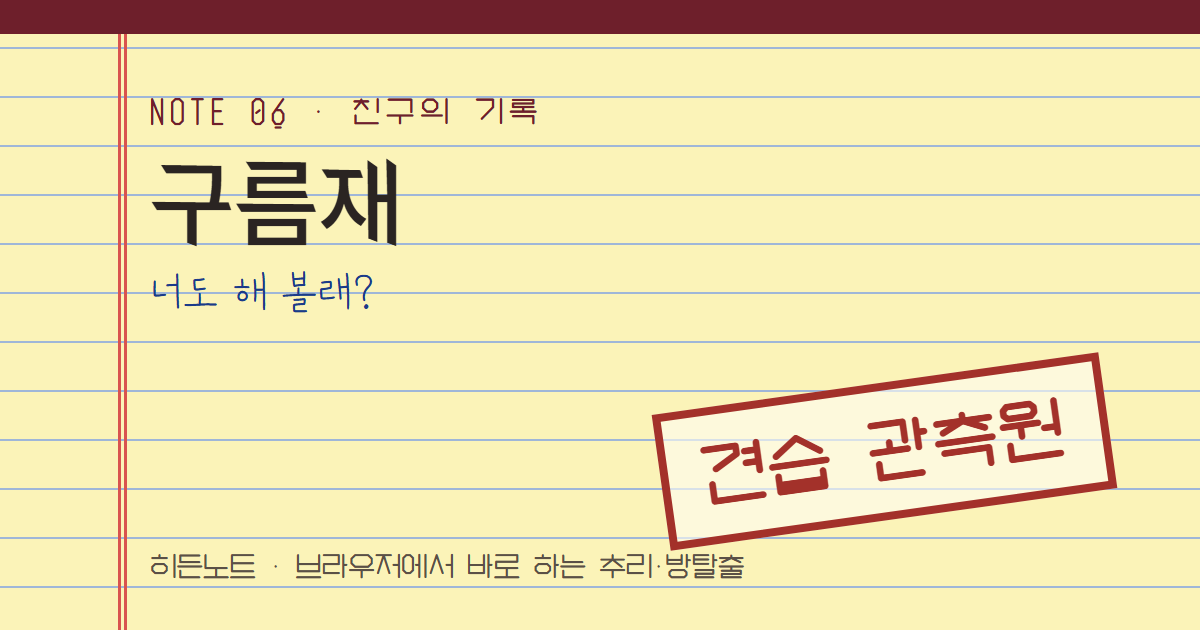 NOTE 06 · 친구의 기록
구름재
너도 해 볼래?
견습 관측원
히든노트 · 브라우저에서 바로 하는 추리·방탈출